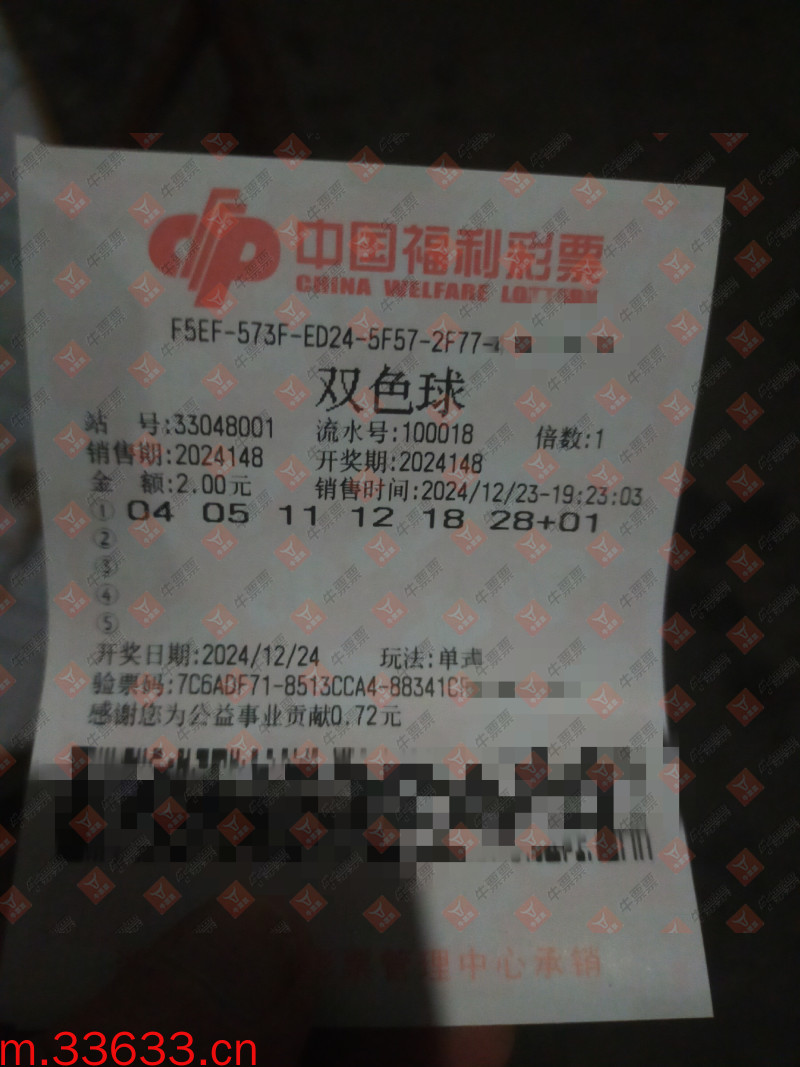 中国福利彩票
CHINA WELFARE LOTTERY
F5EF-573F-ED24-5F57-2F77-
双色球
站 号:33048001 流水号:100018 倍数:1
销售期:2024148 开奖期:2024148
金 额:2.00元 销售时间:2024/12/23-19:23:03
① 04 05 11 12 18 28+01
②
③
④
⑤
开奖日期:2024/12/24 玩法:单式
验票码:7C6ADF71-8513CCA4-88341C
感谢您为公益事业贡献0.72元
管理中心承销
牛票票
m.33633.cn